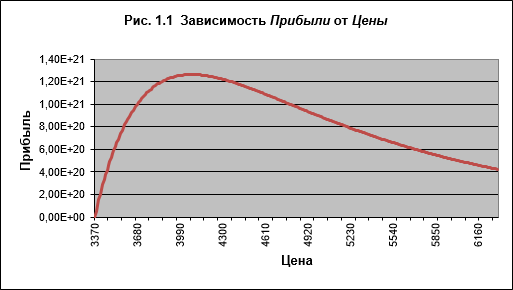 Рис. 1.1 Зависимость Прибыли от Цены
1,40E+21
1,20E+21
1,00E+21
8,00E+20
6,00E+20
4,00E+20
2,00E+20
0,00E+00
Прибыль
3370
3680
3990
4300
4610
4920
5230
5540
5850
6160
Цена